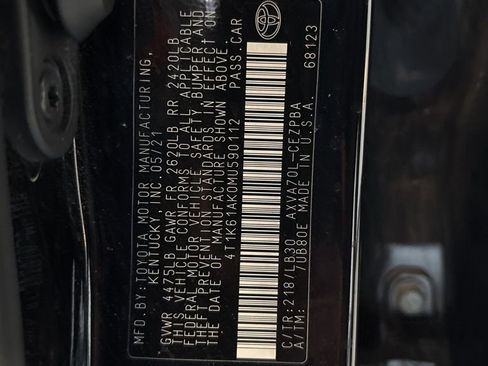 MFD.BY:TOYOTA MOTOR MANUFACTURING,
KENTUCKY, INC.05/21
GVWR 4475LB GAWR FR 2620LB RR 2420LB
THIS VEHICLE CONFORMS TO ALL APPLICABLE
FEDERAL MOTOR VEHICLE SAFETY, BUMPER AND
THEFT PREVENTION STANDARDS IN EFFECT ON
THE DATE OF MANUFACTURE SHOWN ABOVE.
4T1K61AK0MU590112 PASS.CAR
C/TR:218?/LB30 AXVA70L-CEZPBA
A/TM: /UB80E MADE IN U.S.A. 68123